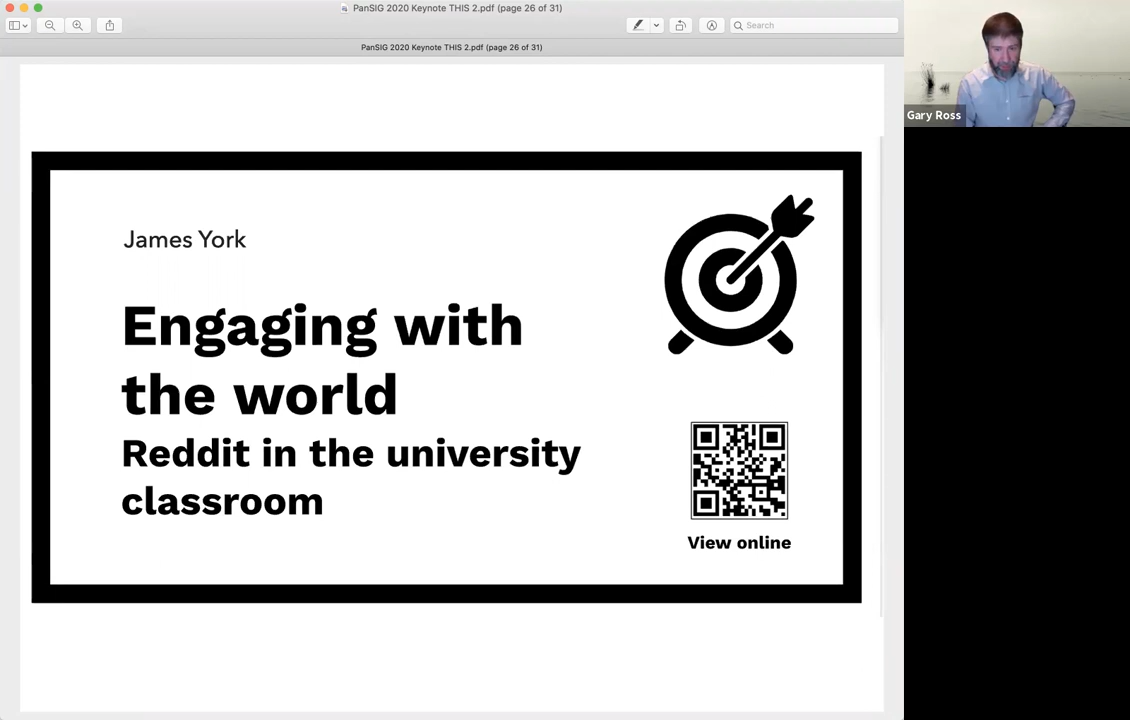 PanSIG 2020 Keynote THIS 2.pdf (page 26 of 31)
Search
PanSIG 2020 Keynote THIS 2.pdf (page 26 of 31)
Gary Ross
James York
Engaging with
the world
Reddit in the university
classroom
View online